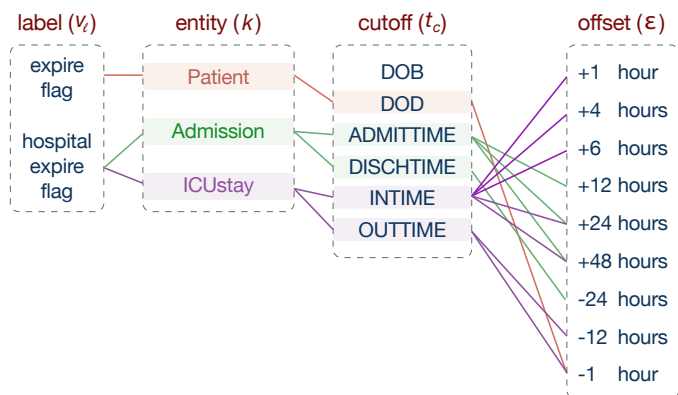 label (vℓ)
entity (k)
cutoff (tc)
offset (ε)
expire
flag
hospital
expire
flag
Patient
Admission
ICUstay
DOB
DOD
ADMITTIME
DISCHTIME
INTIME
OUTTIME
+1 hour
+4 hours
+6 hours
+12 hours
+24 hours
+48 hours
-24 hours
-12 hours
-1 hour